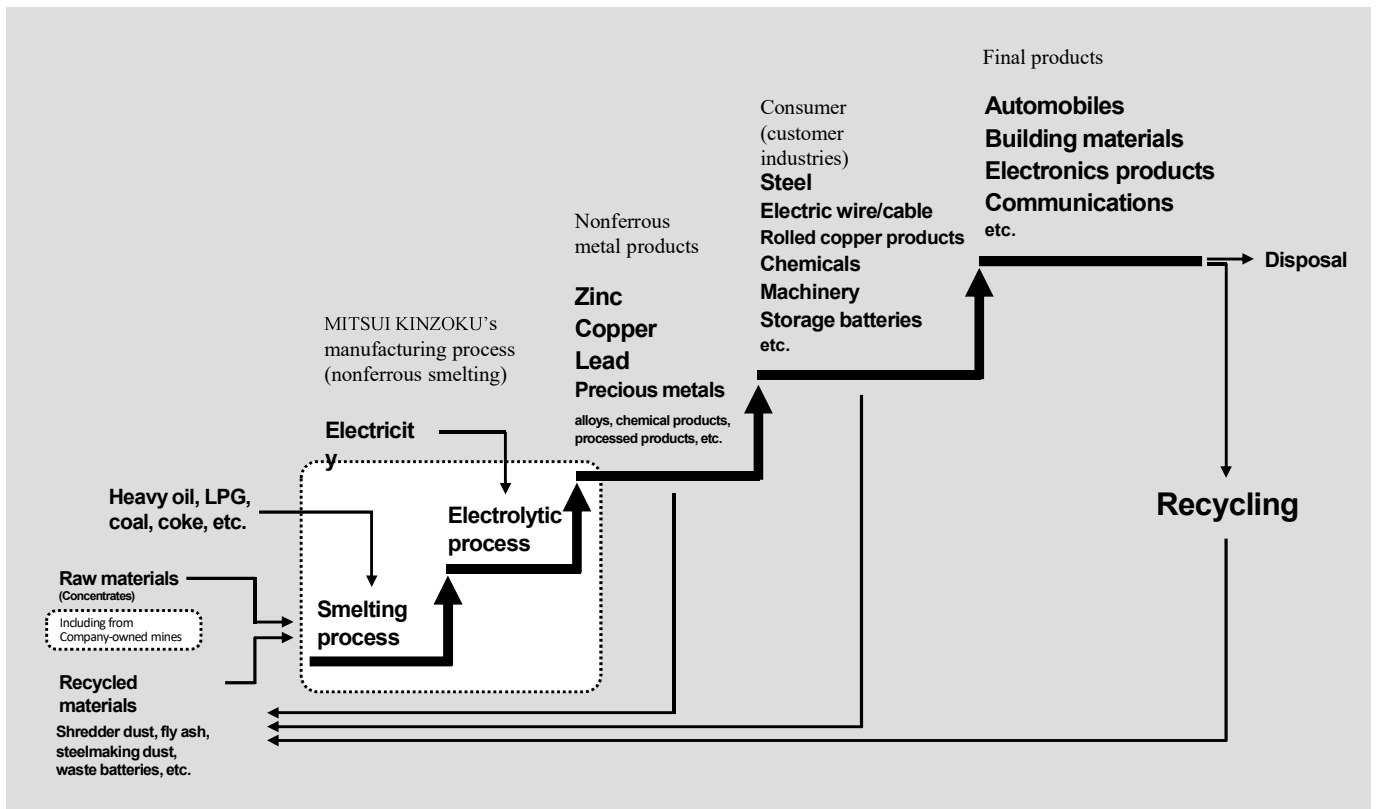 Final products
Automobiles
Building materials
Electronics products
Communications
etc.
Disposal
Consumer
(customer
industries)
Steel
Electric wire/cable
Rolled copper products
Chemicals
Machinery
Storage batteries
etc.
Nonferrous
metal products
Zinc
Copper
Lead
Precious metals
alloys, chemical products,
processed products, etc.
MITSUI KINZOKU's
manufacturing process
(nonferrous smelting)
Electricit
y
Heavy oil, LPG,
coal, coke, etc.
Electrolytic
process
Recycling
Raw materials
(Concentrates)
Including from
Company-owned mines
Smelting
process
Recycled
materials
Shredder dust, fly ash,
steelmaking dust,
waste batteries, etc.